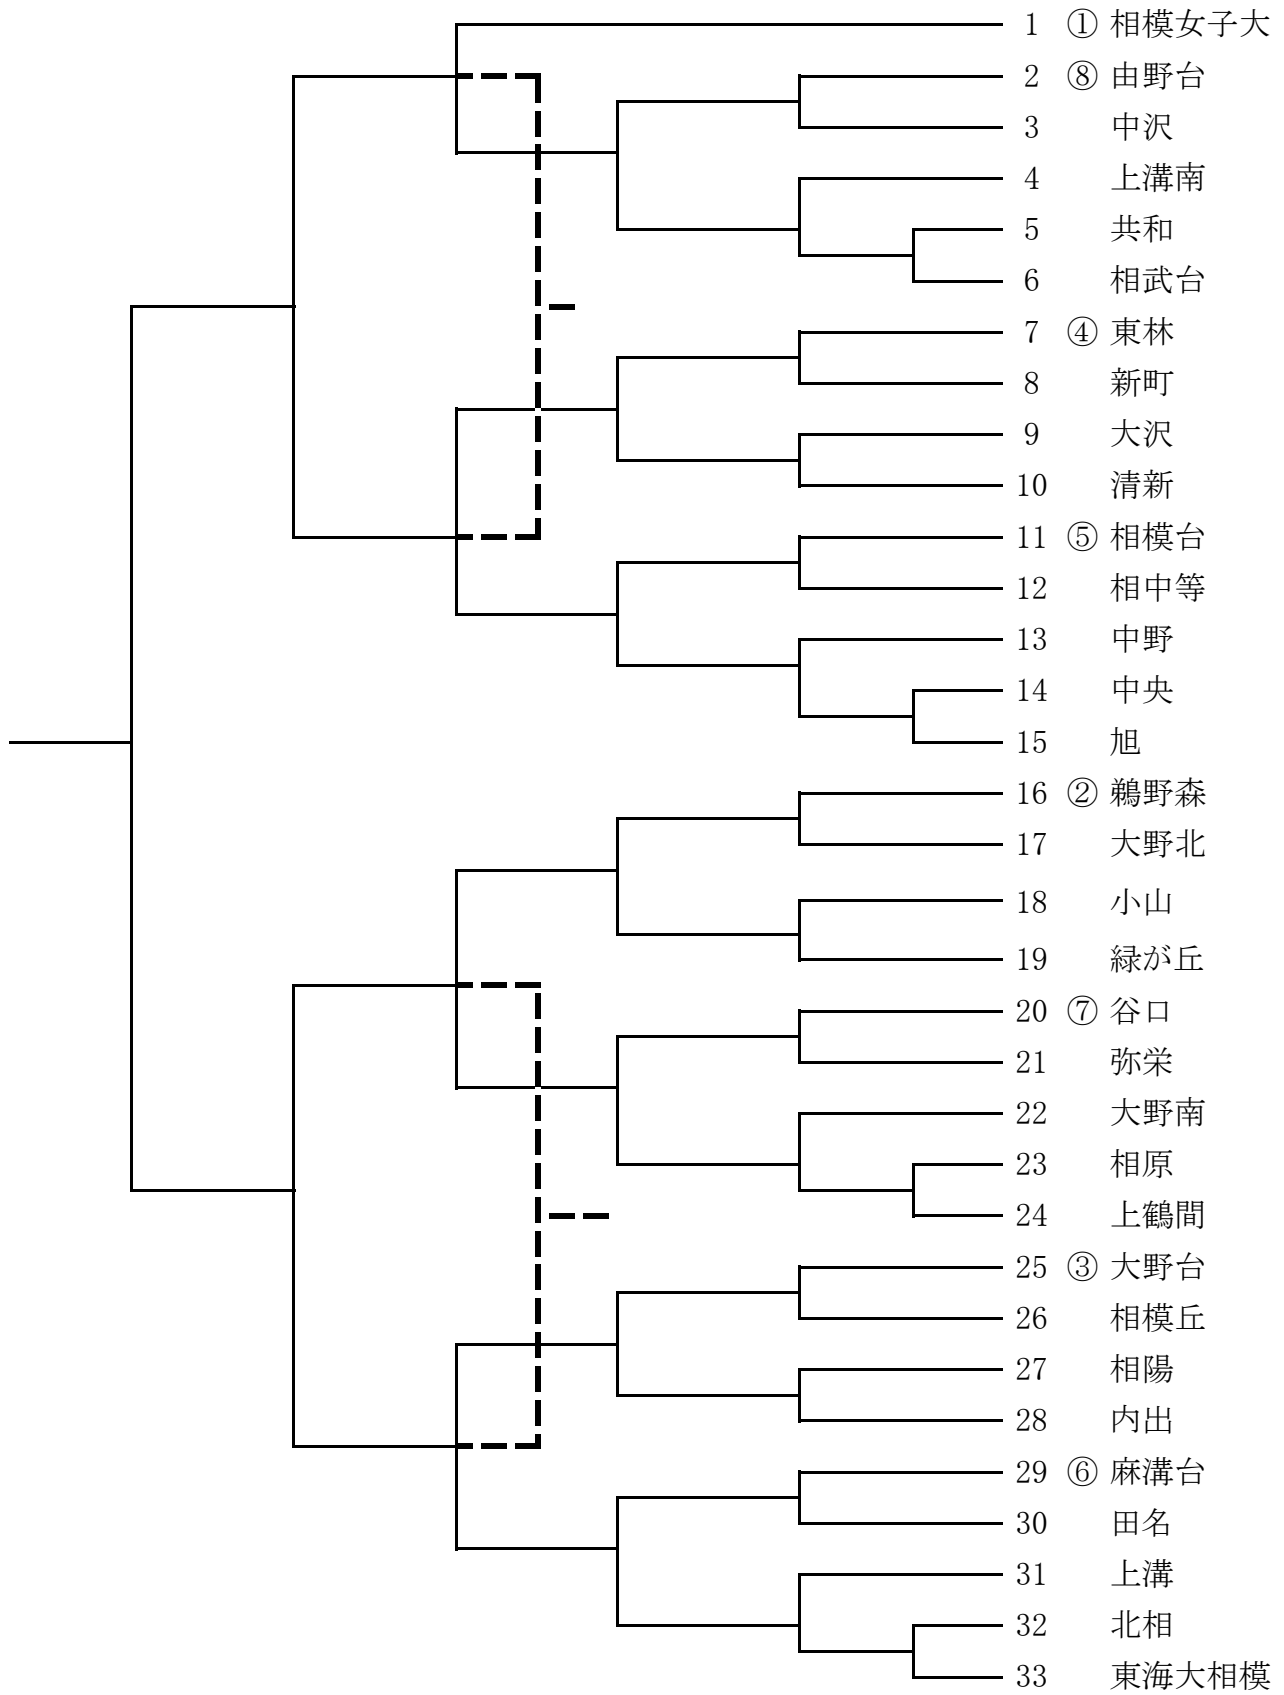 1 ① 相模女子大
2 ⑧ 由野台
3 中沢
4 上溝南
5 共和
6 相武台
7 ④ 東林
8 新町
9 大沢
10 清新
11 ⑤ 相模台
12 相中等
13 中野
14 中央
15 旭
16 ② 鵜野森
17 大野北
18 小山
19 緑が丘
20 ⑦ 谷口
21 弥栄
22 大野南
23 相原
24 上鶴間
25 ③ 大野台
26 相模丘
27 相陽
28 内出
29 ⑥ 麻溝台
30 田名
31 上溝
32 北相
33 東海大相模